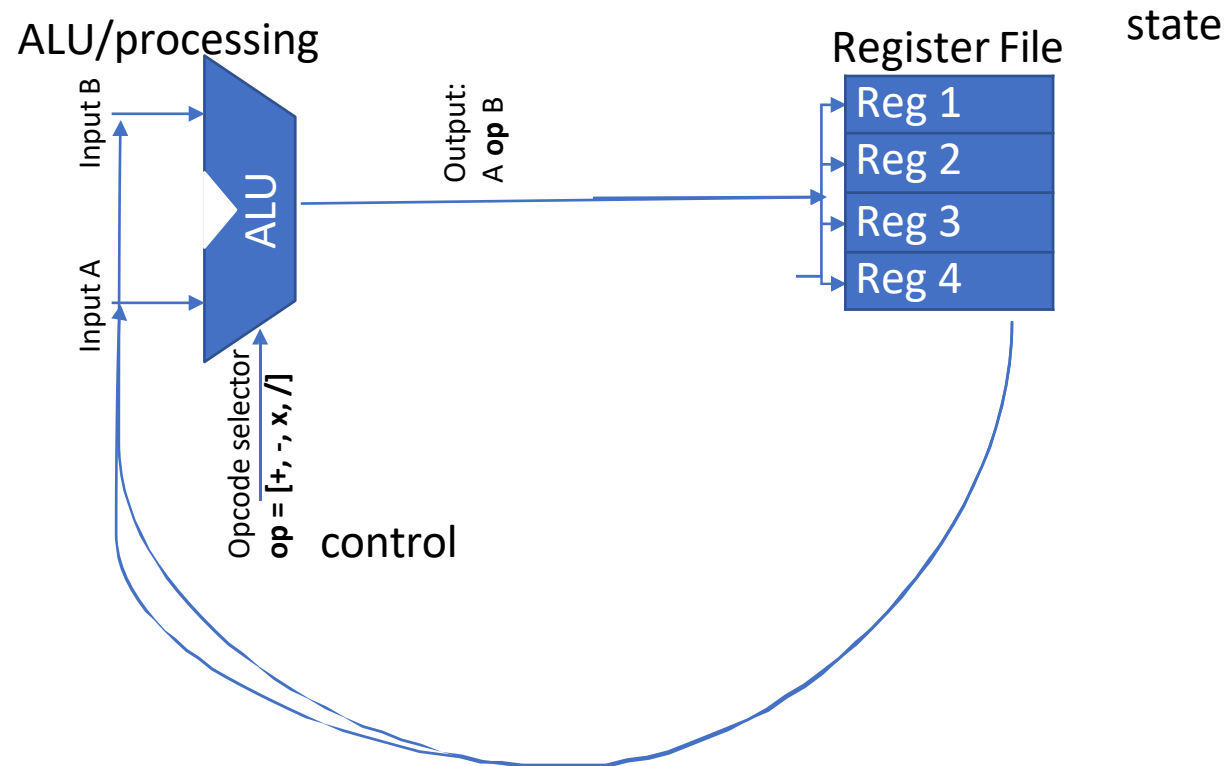 state
ALU/processing
Register File
Input B
Output:
A op B
Reg 1
Reg 2
ALU
Reg 3
Input A
Reg 4
Opcode selector
op = [+, -, x, /]
control